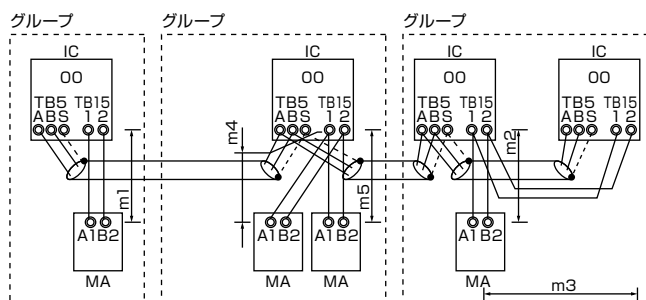 グループ
グループ
グループ
IC
IC
IC
IC
00
00
00
00
TB5 TB15
TB5 TB15
TB5 TB15
TB5 TB15
ABS 1 2
ABS 1 2
ABS 1 2
ABS 1 2
m1
m4
m5
m2
A1B2
A1B2
A1B2
A1B2
MA
MA
MA
MA
m3